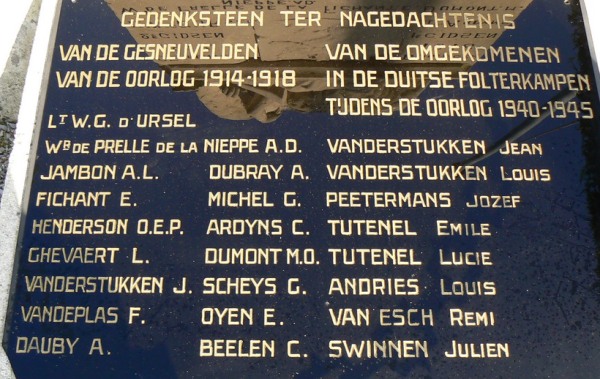 GEDENKSTEEN TER NAGEDACHTENIS
VAN DE GESNEUVELDEN
VAN DE OORLOG 1914-1918
LT W.G. D'URSEL
WB DE PRELLE DE LA NIEPPE A.D.
JAMBON A.L. DUBRAY A.
FICHANT E. MICHEL G.
HENDERSON O.E.P. ARDYNS C.
GHEVAERT L. DUMONT M.O.
VANDERSTUKKEN J. SCHEYS G.
VANDEPLAS F. OYEN E.
DAUBY A. BEELEN C.
VAN DE OMGEKOMENEN
IN DE DUITSE FOLTERKAMPEN
TIJDENS DE OORLOG 1940-1945
VANDERSTUKKEN JEAN
VANDERSTUKKEN LOUIS
PEETERMANS JOZEF
TUTENEL EMILE
TUTENEL LUCIE
ANDRIES LOUIS
VAN ESCH REMI
SWINNEN JULIEN